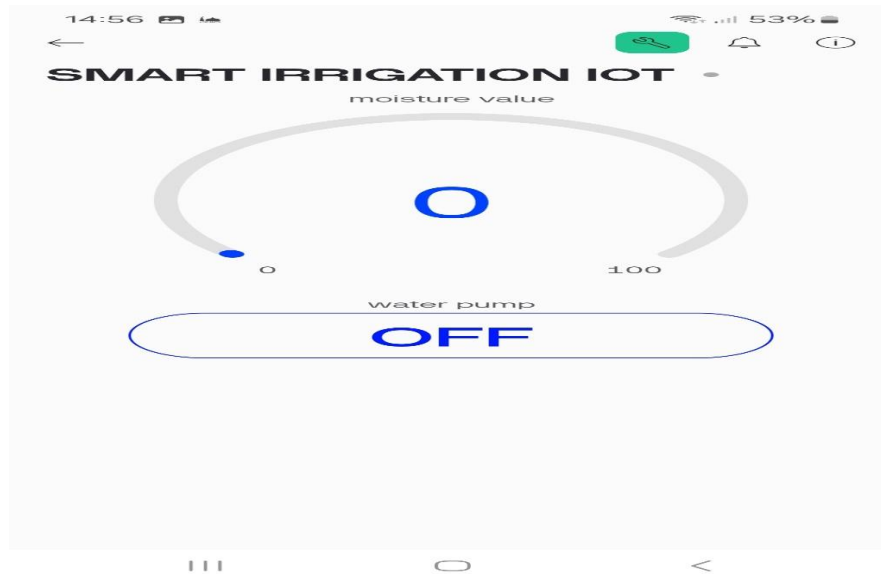 14:56 53%
SMART IRRIGATION IOT
moisture value
0
0 100
water pump
OFF